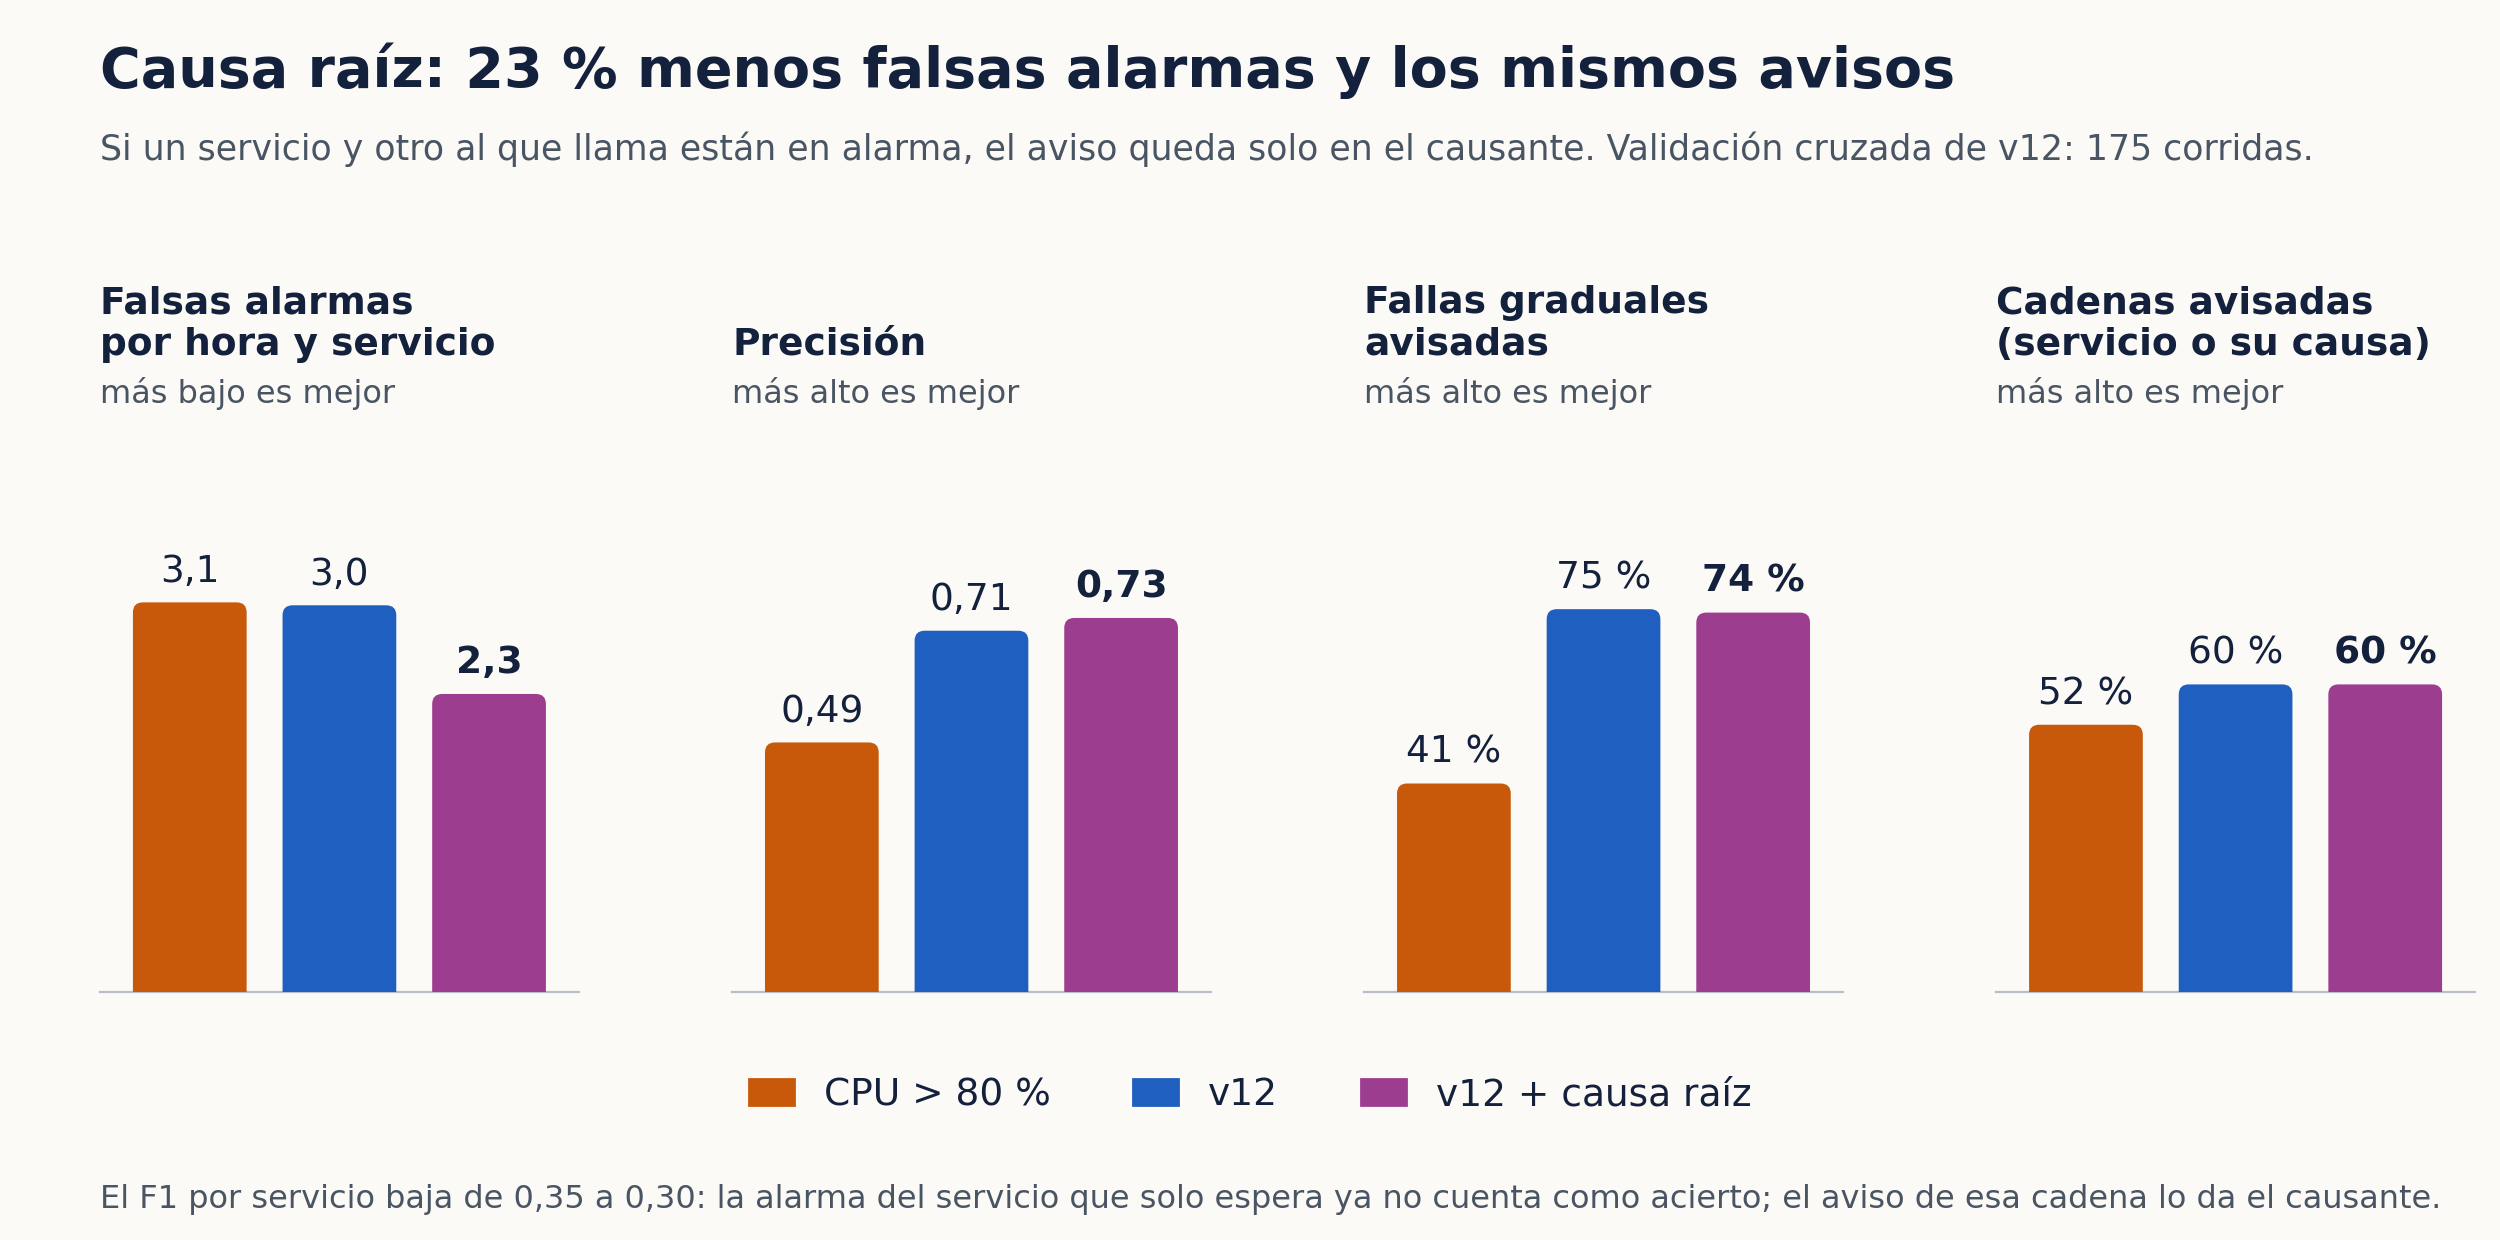 Causa raíz: 23 % menos falsas alarmas y los mismos avisos
Si un servicio y otro al que llama están en alarma, el aviso queda solo en el causante. Validación cruzada de v12: 175 corridas.
Falsas alarmas
por hora y servicio
más bajo es mejor
3,1
3,0
2,3
Precisión
más alto es mejor
0,49
0,71
0,73
Fallas graduales
avisadas
más alto es mejor
41 %
75 %
74 %
Cadenas avisadas
(servicio o su causa)
más alto es mejor
52 %
60 %
60 %
CPU > 80 %
v12
v12 + causa raíz
El F1 por servicio baja de 0,35 a 0,30: la alarma del servicio que solo espera ya no cuenta como acierto; el aviso de esa cadena lo da el causante.